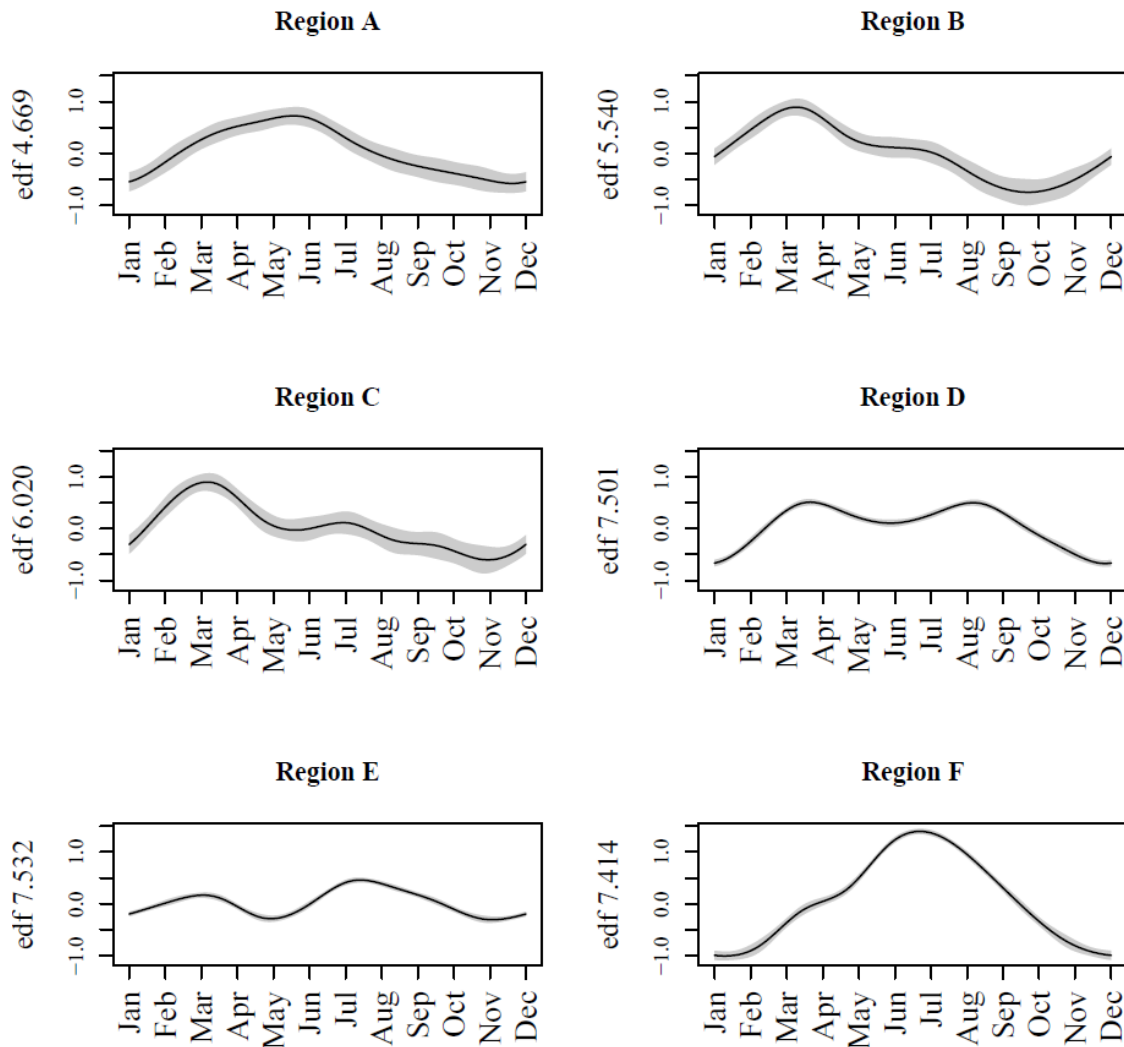 Region A
edf 4.669
1.0
0.0
−1.0
Jan Feb Mar Apr May Jun Jul Aug Sep Oct Nov Dec
Region B
edf 5.540
1.0
0.0
−1.0
Jan Feb Mar Apr May Jun Jul Aug Sep Oct Nov Dec
Region C
edf 6.020
1.0
0.0
−1.0
Jan Feb Mar Apr May Jun Jul Aug Sep Oct Nov Dec
Region D
edf 7.501
1.0
0.0
−1.0
Jan Feb Mar Apr May Jun Jul Aug Sep Oct Nov Dec
Region E
edf 7.532
1.0
0.0
−1.0
Jan Feb Mar Apr May Jun Jul Aug Sep Oct Nov Dec
Region F
edf 7.414
1.0
0.0
−1.0
Jan Feb Mar Apr May Jun Jul Aug Sep Oct Nov Dec